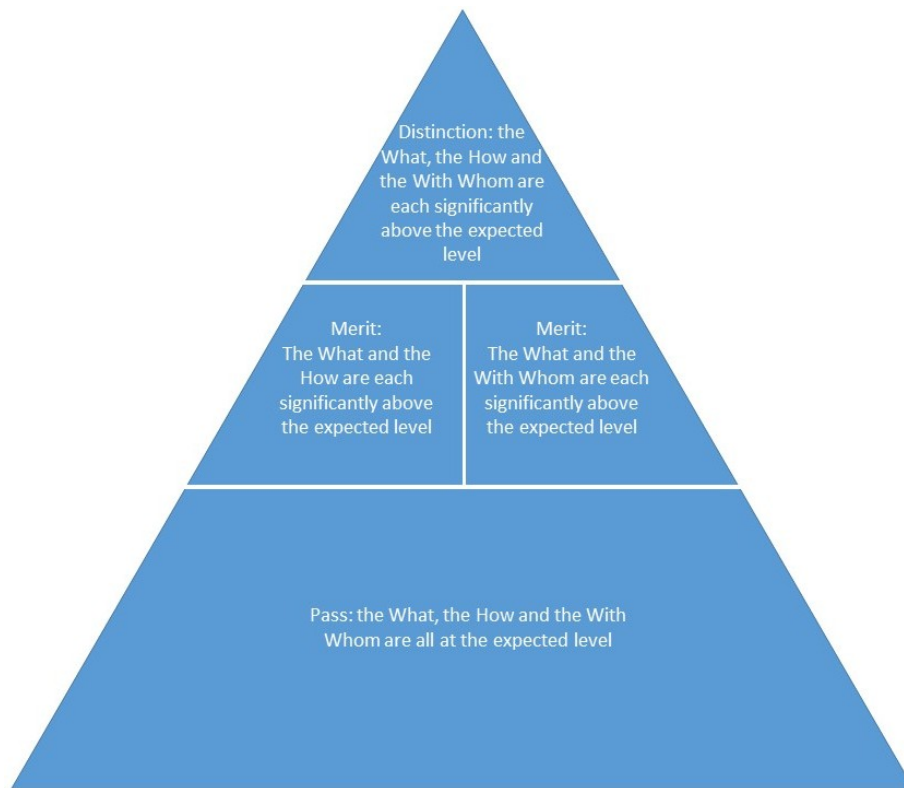 Distinction: the
What, the How and
the With Whom are
each significantly
above the expected
level
Merit:
The What and the
How are each
significantly above
the expected level
Merit:
The What and the
With Whom are each
significantly above
the expected level
Pass: the What, the How and the With
Whom are all at the expected level